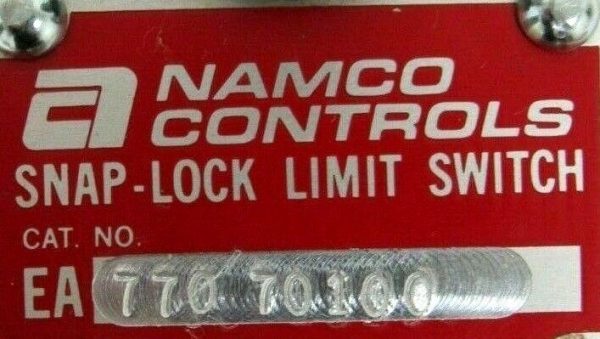 NAMCO
CONTROLS
SNAP-LOCK LIMIT SWITCH
CAT. NO.
EA 770 70100